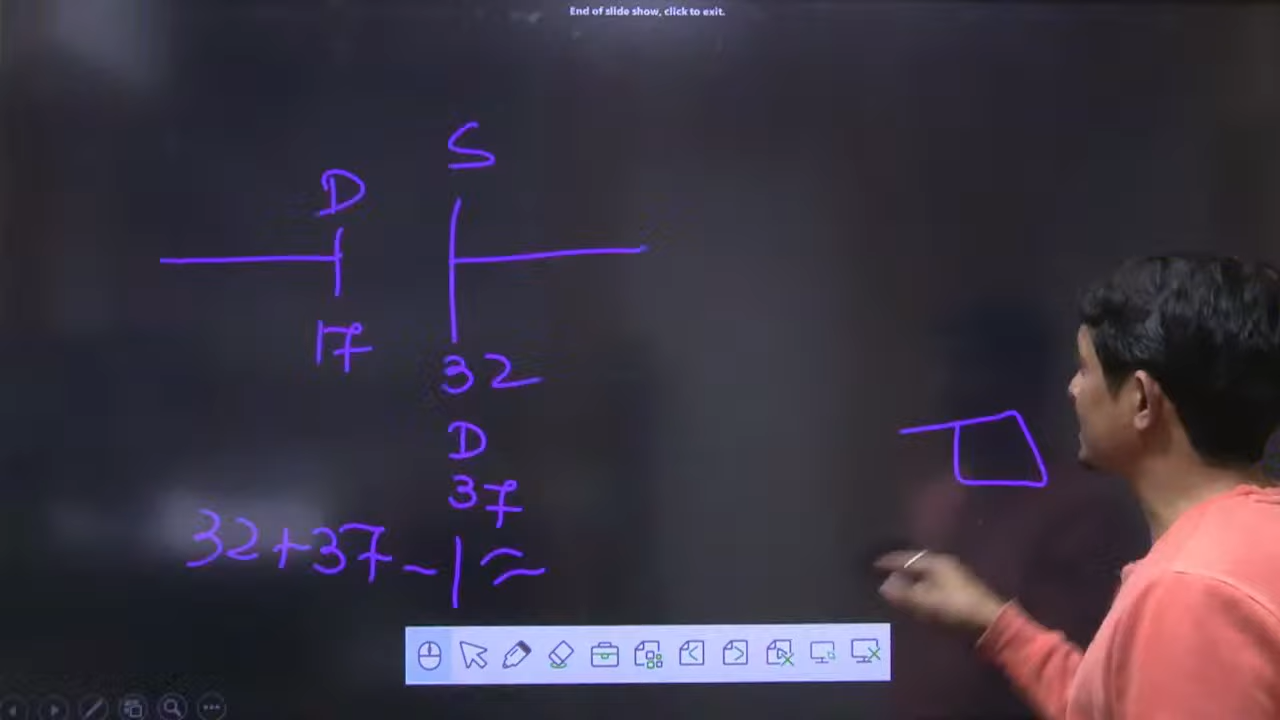 End of slide show, click to exit.
S
D
17
32
D
37
32+37-1=